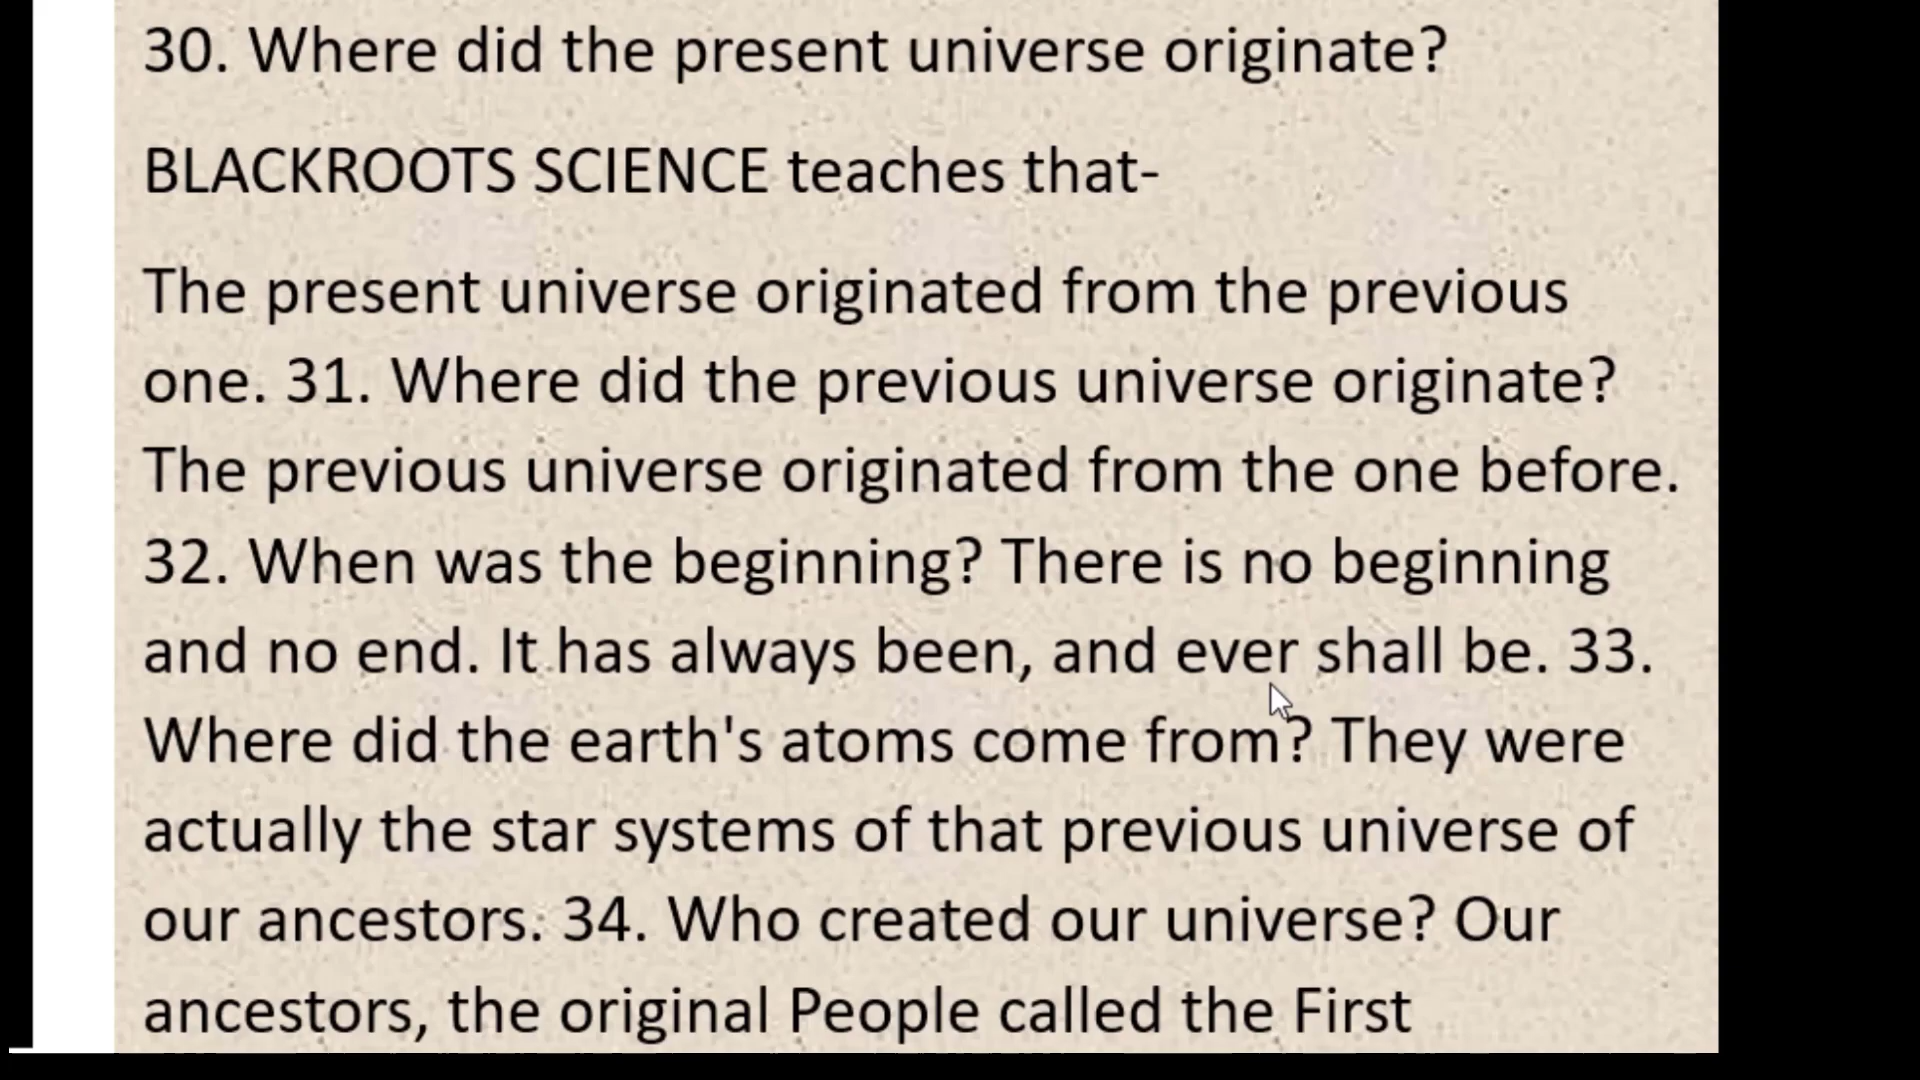 30. Where did the present universe originate?
BLACKROOTS SCIENCE teaches that-
The present universe originated from the previous
one. 31. Where did the previous universe originate?
The previous universe originated from the one before.
32. When was the beginning? There is no beginning
and no end. It has always been, and ever shall be. 33.
Where did the earth's atoms come from? They were
actually the star systems of that previous universe of
our ancestors. 34. Who created our universe? Our
ancestors, the original People called the First